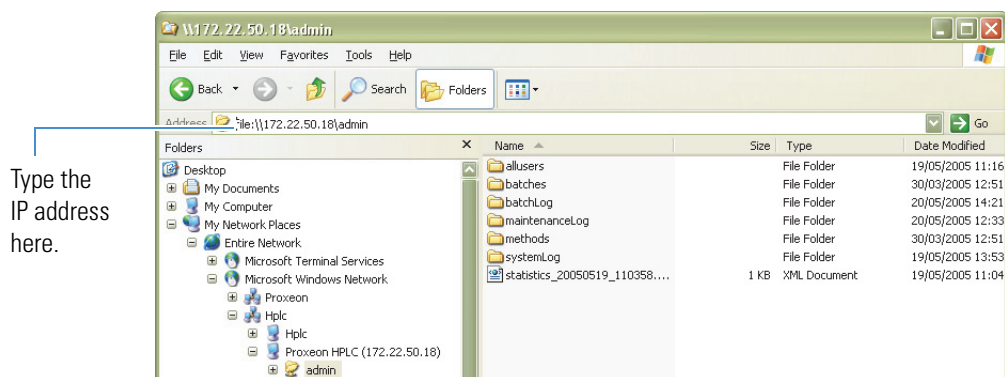 \\172.22.50.18\admin
File Edit View Favorites Tools Help
Back Search Folders
Address file:\\172.22.50.18\admin Go
Type the
IP address
here.
Folders
Desktop
My Documents
My Computer
My Network Places
Entire Network
Microsoft Terminal Services
Microsoft Windows Network
Proxeon
Hplc
Hplc
Proxeon HPLC (172.22.50.18)
admin
Name Size Type Date Modified
allusers File Folder 19/05/2005 11:16
batches File Folder 30/03/2005 12:51
batchLog File Folder 20/05/2005 14:21
maintenanceLog File Folder 20/05/2005 12:33
methods File Folder 30/03/2005 12:51
systemLog File Folder 19/05/2005 13:53
statistics_20050519_110358.... 1 KB XML Document 19/05/2005 11:04